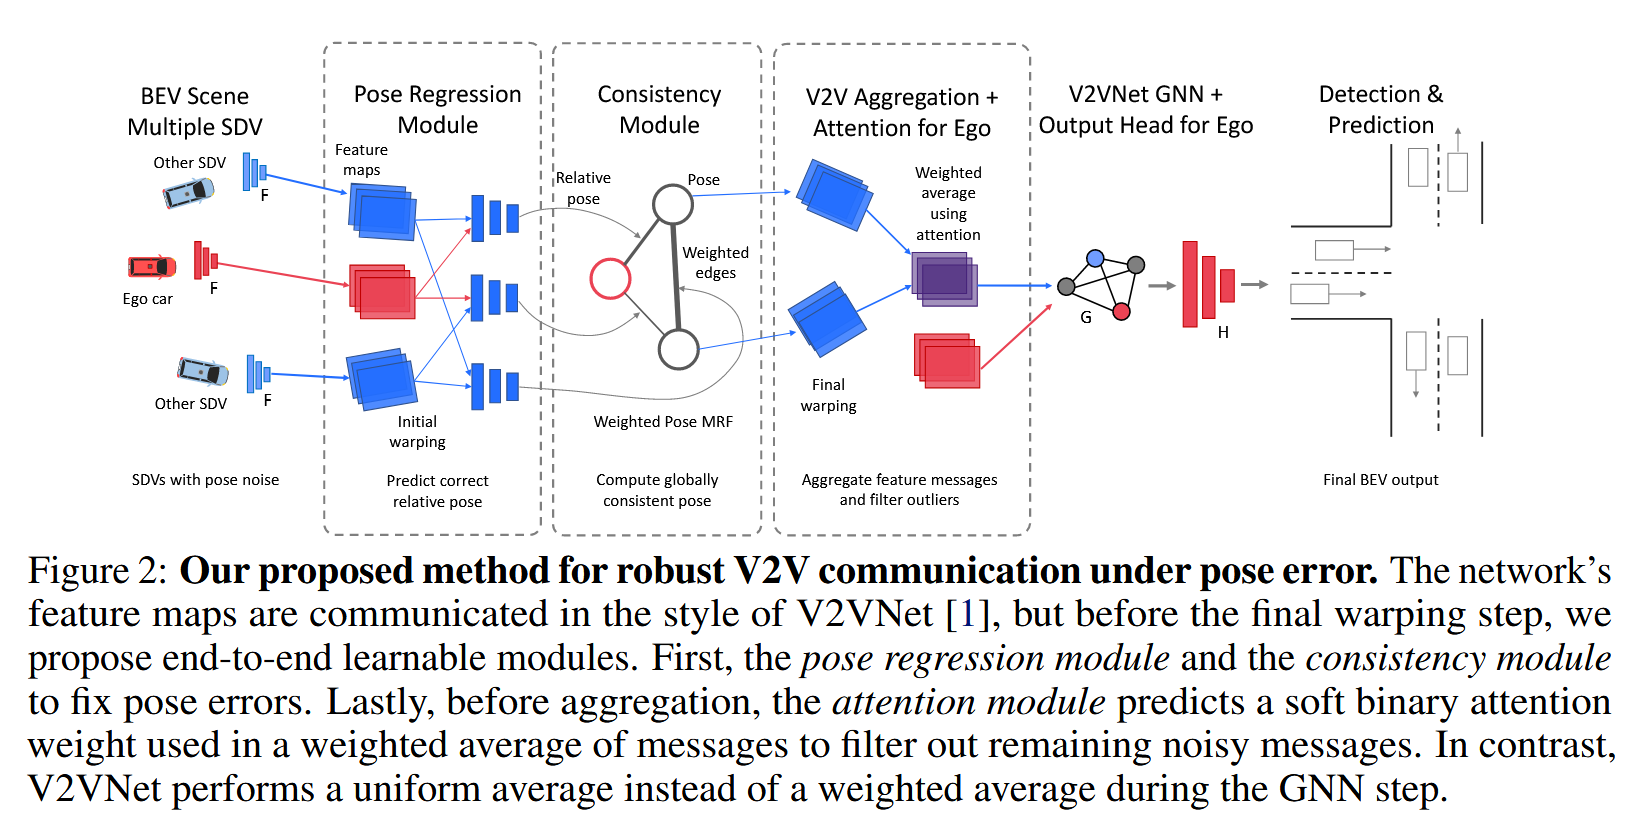 BEV Scene
Multiple SDV
Other SDV
F
Ego car
F
Other SDV
F
SDVs with pose noise
Pose Regression
Module
Feature
maps
Initial
warping
Predict correct
relative pose
Consistency
Module
Relative
pose
Pose
Weighted
edges
Weighted Pose MRF
Compute globally
consistent pose
V2V Aggregation +
Attention for Ego
Weighted
average
using
attention
Final
warping
Aggregate feature messages
and filter outliers
V2VNet GNN +
Output Head for Ego
G
H
Detection &
Prediction
Final BEV output
Figure 2: Our proposed method for robust V2V communication under pose error. The network's
feature maps are communicated in the style of V2VNet [1], but before the final warping step, we
propose end-to-end learnable modules. First, the pose regression module and the consistency module
to fix pose errors. Lastly, before aggregation, the attention module predicts a soft binary attention
weight used in a weighted average of messages to filter out remaining noisy messages. In contrast,
V2VNet performs a uniform average instead of a weighted average during the GNN step.